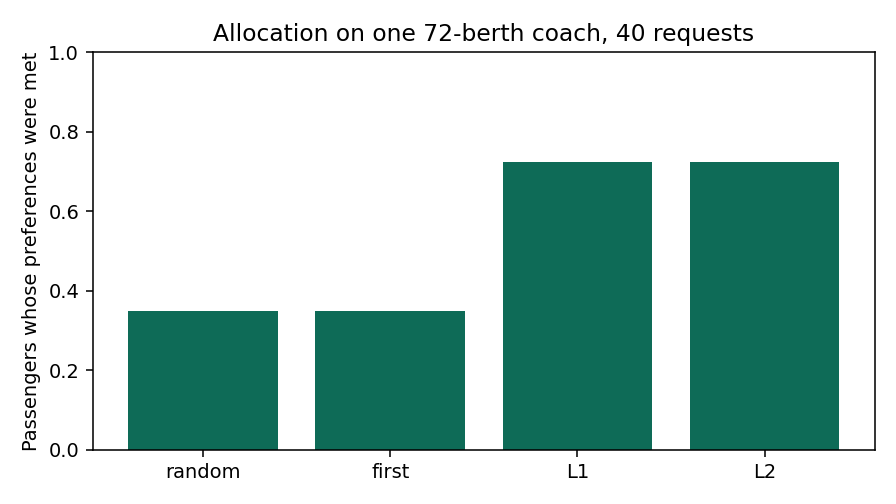 Allocation on one 72-berth coach, 40 requests
Passengers whose preferences were met
1.0
0.8
0.6
0.4
0.2
0.0
random first L1 L2